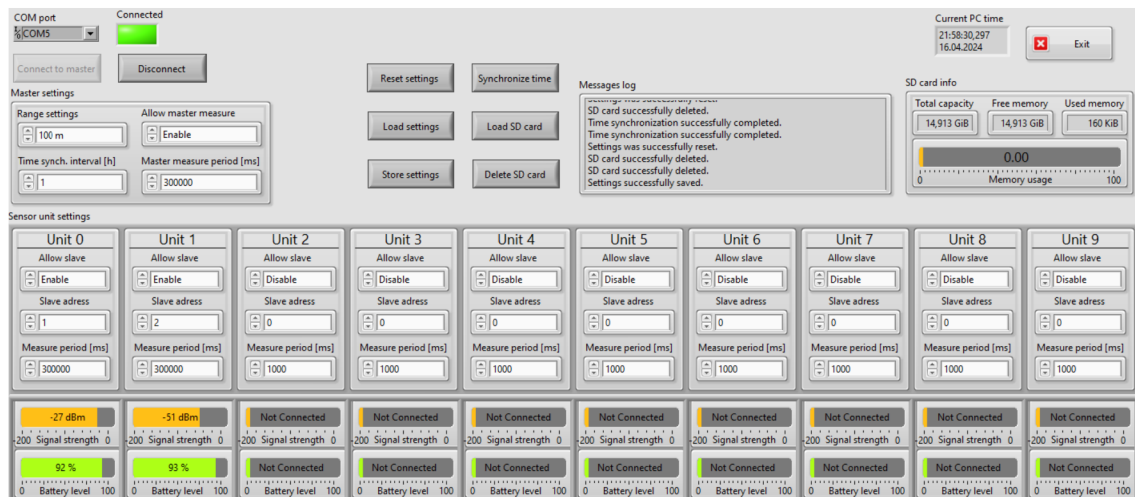 COM port
COM5
Connected
Current PC time
21:58:30,297
16.04.2024
Exit
Connect to master
Disconnect
Master settings
Range settings
100 m
Allow master measure
Enable
Time synch. interval [h]
1
Master measure period [ms]
300000
Reset settings
Synchronize time
Load settings
Load SD card
Store settings
Delete SD card
Messages log
Settings was successfully reset.
SD card successfully deleted.
Time synchronization successfully completed.
Time synchronization successfully completed.
Settings was successfully reset.
SD card successfully deleted.
SD card successfully deleted.
Settings successfully saved.
SD card info
Total capacity
14,913 GiB
Free memory
14,913 GiB
Used memory
160 KiB
0.00
0 Memory usage 100
Sensor unit settings
Unit 0
Allow slave
Enable
Slave adress
1
Measure period [ms]
300000
-27 dBm
-200 Signal strength 0
92 %
0 Battery level 100
Unit 1
Allow slave
Enable
Slave adress
2
Measure period [ms]
300000
-51 dBm
-200 Signal strength 0
93 %
0 Battery level 100
Unit 2
Allow slave
Disable
Slave adress
0
Measure period [ms]
1000
Not Connected
-200 Signal strength 0
Not Connected
0 Battery level 100
Unit 3
Allow slave
Disable
Slave adress
0
Measure period [ms]
1000
Not Connected
-200 Signal strength 0
Not Connected
0 Battery level 100
Unit 4
Allow slave
Disable
Slave adress
0
Measure period [ms]
1000
Not Connected
-200 Signal strength 0
Not Connected
0 Battery level 100
Unit 5
Allow slave
Disable
Slave adress
0
Measure period [ms]
1000
Not Connected
-200 Signal strength 0
Not Connected
0 Battery level 100
Unit 6
Allow slave
Disable
Slave adress
0
Measure period [ms]
1000
Not Connected
-200 Signal strength 0
Not Connected
0 Battery level 100
Unit 7
Allow slave
Disable
Slave adress
0
Measure period [ms]
1000
Not Connected
-200 Signal strength 0
Not Connected
0 Battery level 100
Unit 8
Allow slave
Disable
Slave adress
0
Measure period [ms]
1000
Not Connected
-200 Signal strength 0
Not Connected
0 Battery level 100
Unit 9
Allow slave
Disable
Slave adress
0
Measure period [ms]
1000
Not Connected
-200 Signal strength 0
Not Connected
0 Battery level 100